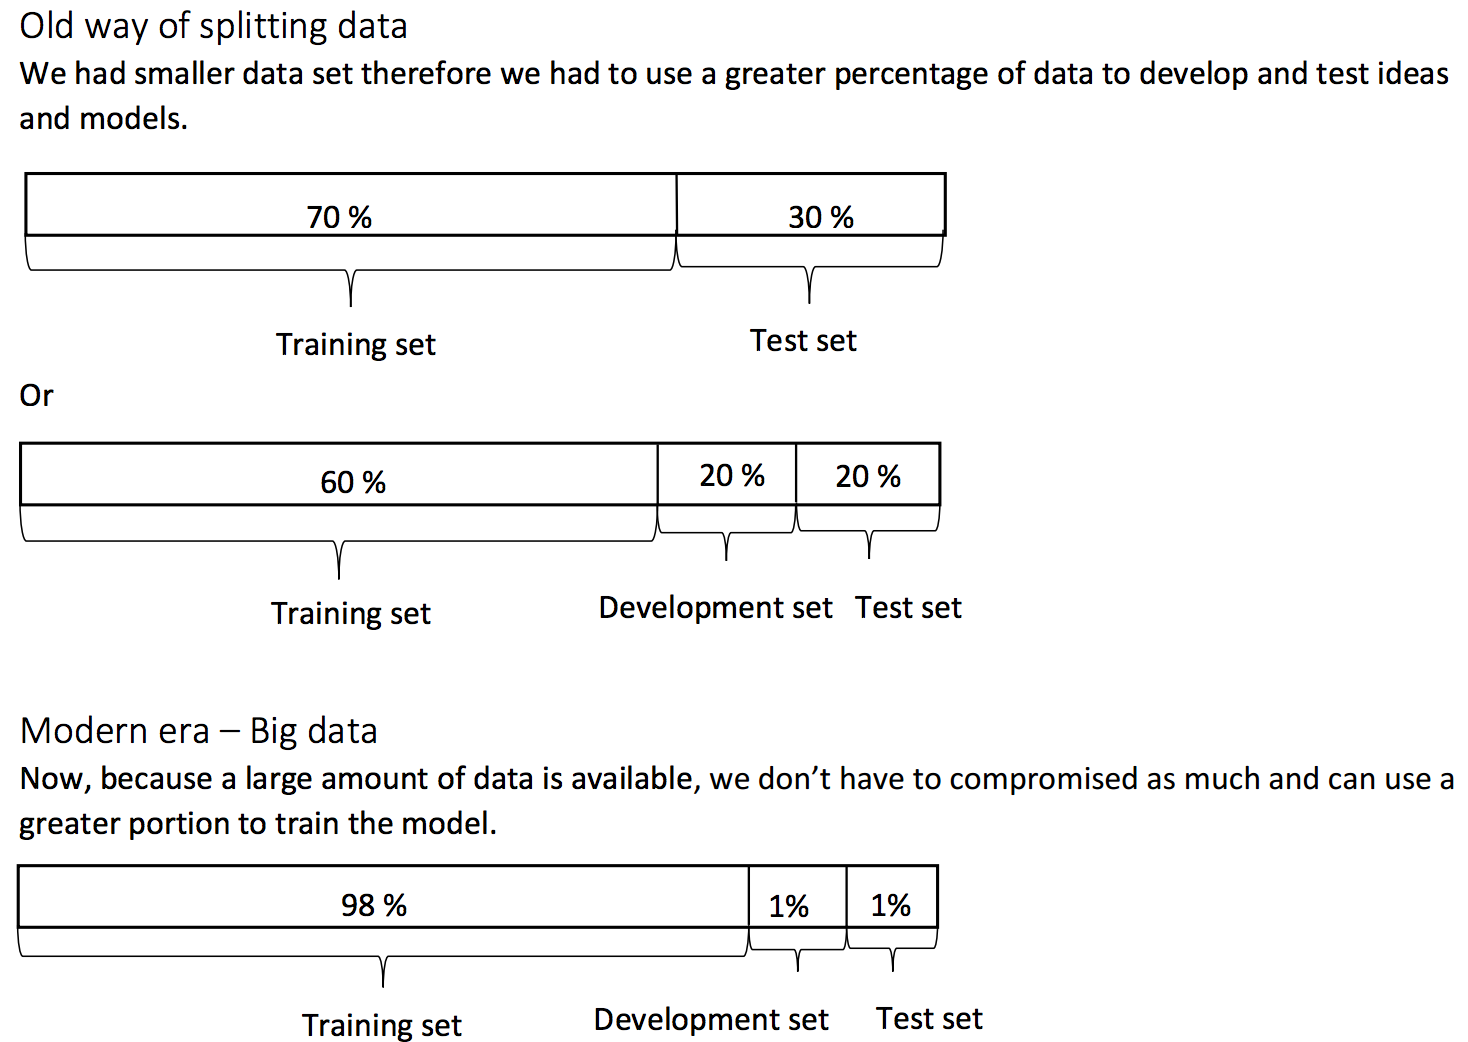 Old way of splitting data
We had smaller data set therefore we had to use a greater percentage of data to develop and test ideas
and models.
70 % 30 %
Training set Test set
Or
60 % 20 % 20 %
Training set Development set Test set
Modern era – Big data
Now, because a large amount of data is available, we don’t have to compromised as much and can use a
greater portion to train the model.
98 % 1% 1%
Training set Development set Test set